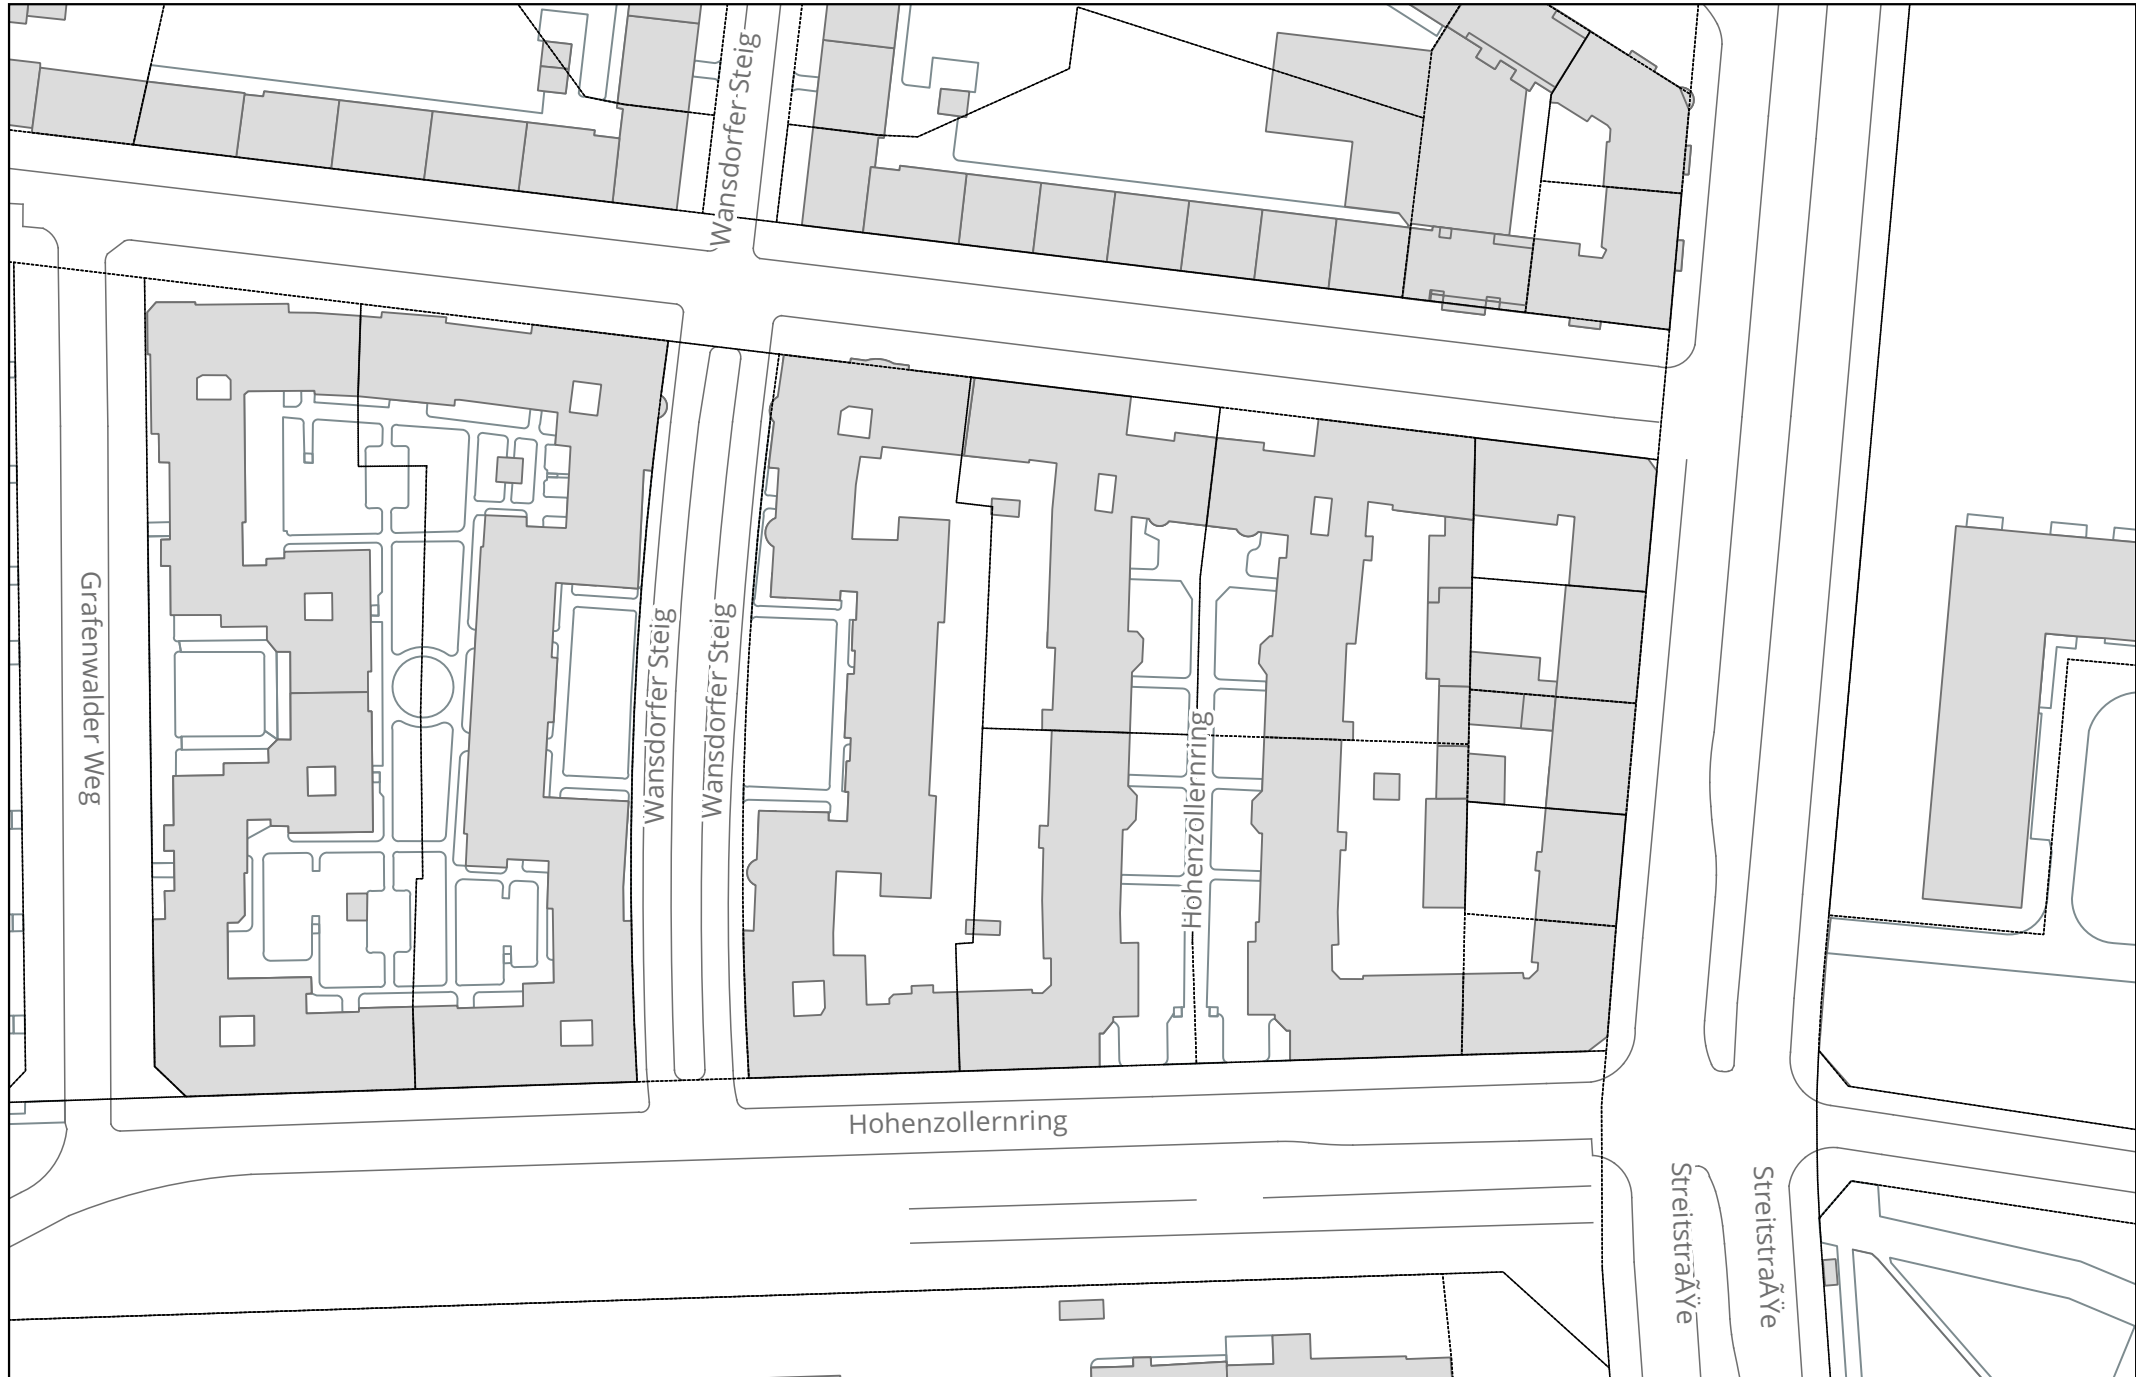 Wansdorfer Steig
Grafenwalder Weg
Wansdorfer Steig
Wansdorfer Steig
Hohenzollernring
Hohenzollernring
StreitstraÃŸe
StreitstraÃŸe